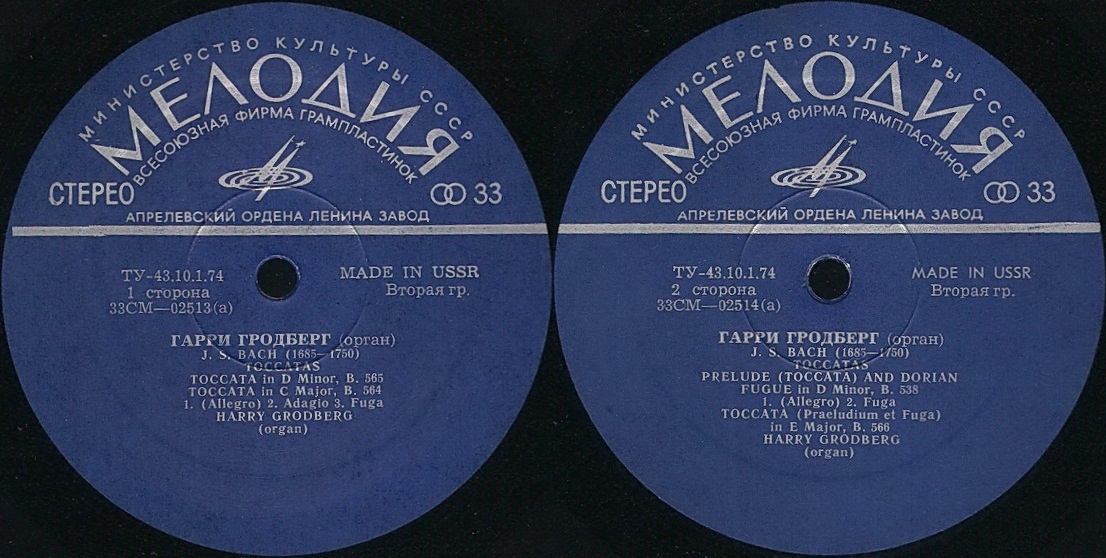 МИНИСТЕРСТВО КУЛЬТУРЫ СССР
МЕЛОДИЯ
ВСЕСОЮЗНАЯ ФИРМА ГРАМПЛАСТИНОК
СТЕРЕО
33
АПРЕЛЕВСКИЙ ОРДЕНА ЛЕНИНА ЗАВОД
ТУ-43.10.1.74
MADE IN USSR
1 сторона
Вторая гр.
33СМ—02513(а)
ГАРРИ ГРОДБЕРГ (орган)
J. S. BACH (1685—1750)
TOCCATAS
TOCCATA in D Minor, B. 565
TOCCATA in C Major, B. 564
1. (Allegro) 2. Adagio 3. Fuga
HARRY GRODBERG
(organ)
МИНИСТЕРСТВО КУЛЬТУРЫ СССР
МЕЛОДИЯ
ВСЕСОЮЗНАЯ ФИРМА ГРАМПЛАСТИНОК
СТЕРЕО
33
АПРЕЛЕВСКИЙ ОРДЕНА ЛЕНИНА ЗАВОД
ТУ-43.10.1.74
MADE IN USSR
2 сторона
Вторая гр.
33СМ—02514(а)
ГАРРИ ГРОДБЕРГ (орган)
J. S. BACH (1685—1750)
TOCCATAS
PRELUDE (TOCCATA) AND DORIAN
FUGUE in D Minor, B. 538
1. (Allegro) 2. Fuga
TOCCATA (Praeludium et Fuga)
in E Major, B. 566
HARRY GRODBERG
(organ)